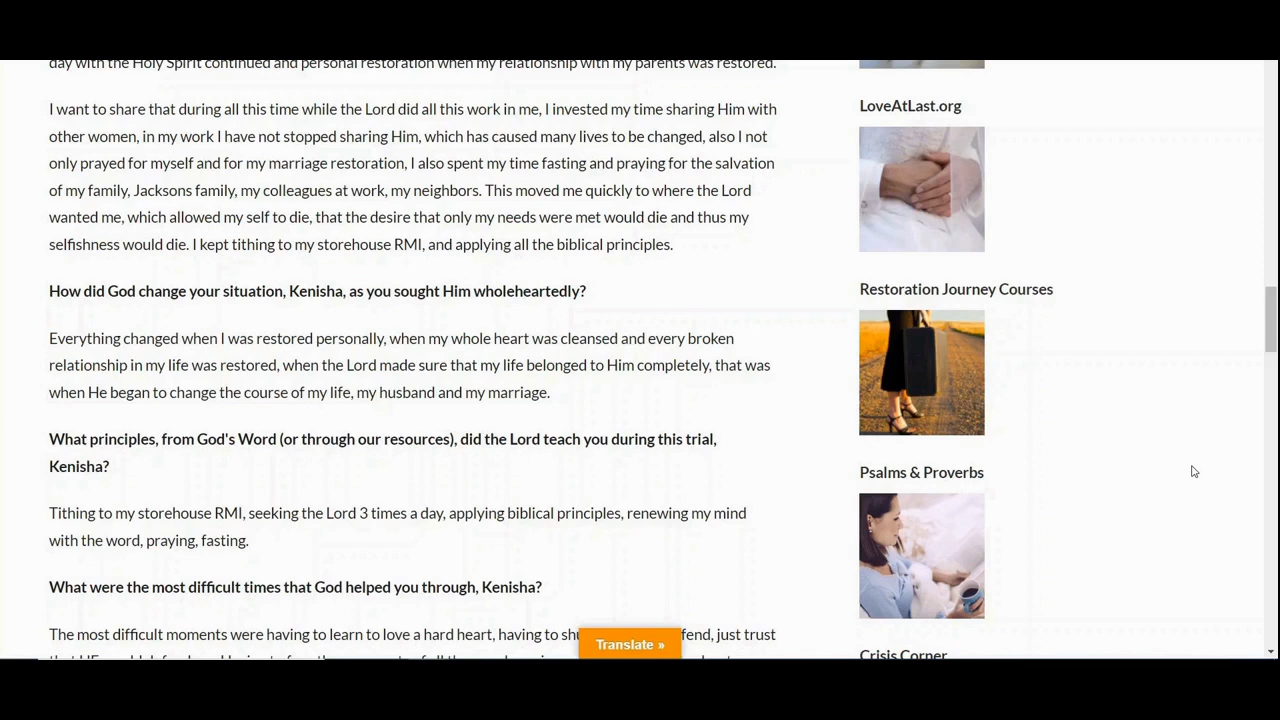 day with the Holy Spirit continued and personal restoration when my relationship with my parents was restored.
I want to share that during all this time while the Lord did all this work in me, I invested my time sharing Him with
other women, in my work I have not stopped sharing Him, which has caused many lives to be changed, also I not
only prayed for myself and for my marriage restoration, I also spent my time fasting and praying for the salvation
of my family, Jacksons family, my colleagues at work, my neighbors. This moved me quickly to where the Lord
wanted me, which allowed my self to die, that the desire that only my needs were met would die and thus my
selfishness would die. I kept tithing to my storehouse RMI, and applying all the biblical principles.
How did God change your situation, Kenisha, as you sought Him wholeheartedly?
Everything changed when I was restored personally, when my whole heart was cleansed and every broken
relationship in my life was restored, when the Lord made sure that my life belonged to Him completely, that was
when He began to change the course of my life, my husband and my marriage.
What principles, from God's Word (or through our resources), did the Lord teach you during this trial,
Kenisha?
Tithing to my storehouse RMI, seeking the Lord 3 times a day, applying biblical principles, renewing my mind
with the word, praying, fasting.
What were the most difficult times that God helped you through, Kenisha?
The most difficult moments were having to learn to love a hard heart, having to just trust
Translate »
LoveAtLast.org
Restoration Journey Courses
Psalms & Proverbs
Crisis Corner